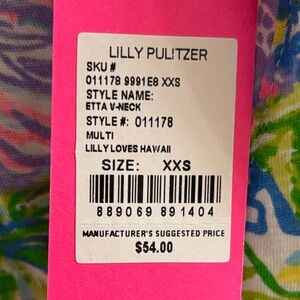 LILLY PULITZER
SKU #
011178 9991E8 XXS
STYLE NAME:
ETTA V-NECK
STYLE #: 011178
MULTI
LILLY LOVES HAWAII
SIZE: XXS
889069 891404
MANUFACTURER'S SUGGESTED PRICE
$54.00